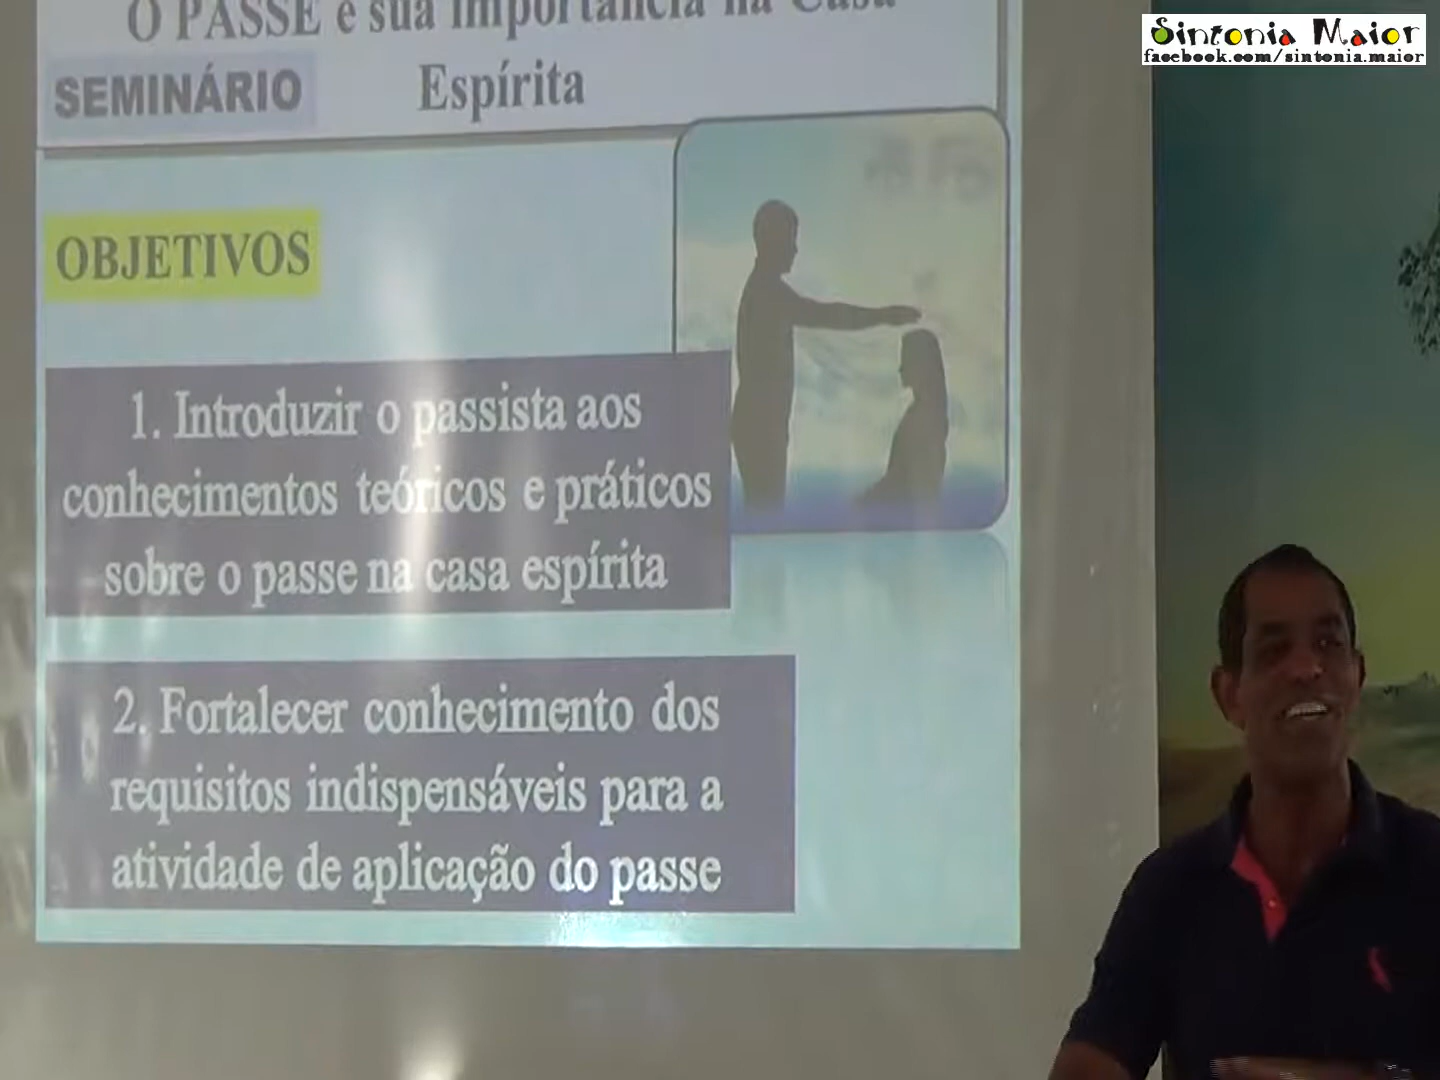 O PASSE e sua importância na Casa
SEMINÁRIO
Espírita
OBJETIVOS
1. Introduzir o passista aos
conhecimentos teóricos e práticos
sobre o passe na casa espírita
2. Fortalecer conhecimento dos
requisitos indispensáveis para a
atividade de aplicação do passe
Sintonia Maior
facebook.com/sintonia.maior